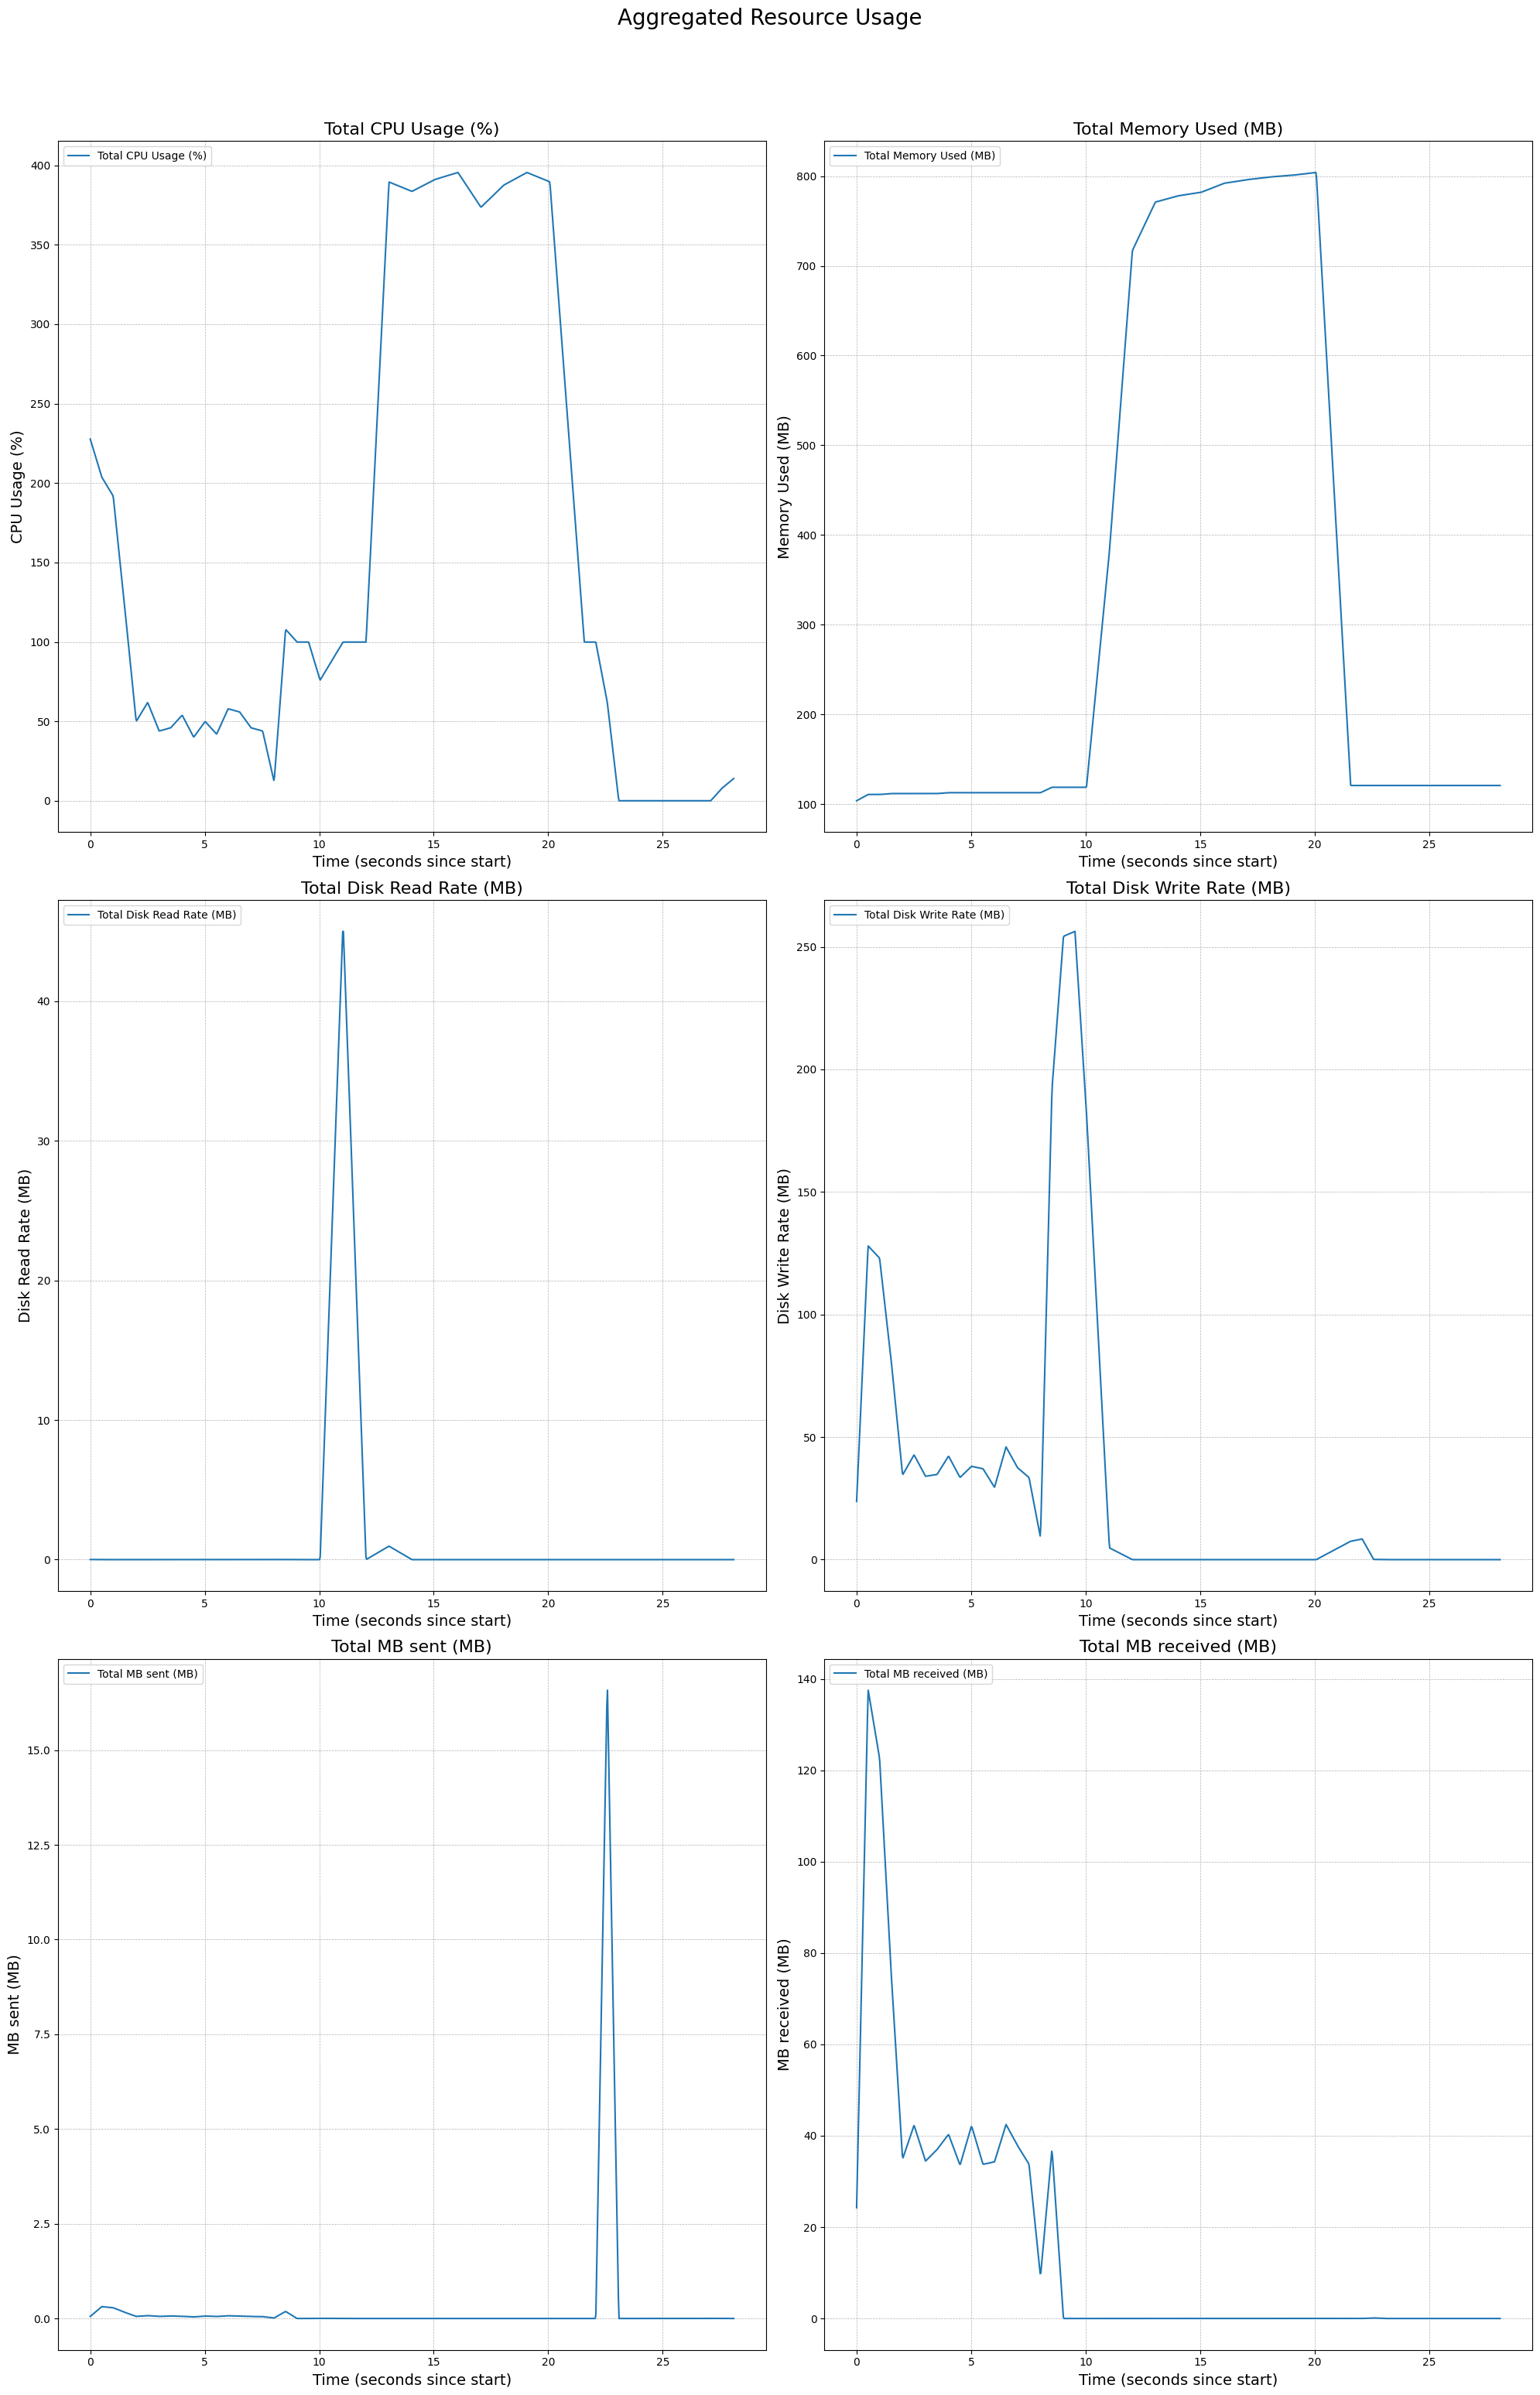 Aggregated Resource Usage
Total CPU Usage (%)
Total CPU Usage (%)
400
350
300
250
200
150
100
50
0
CPU Usage (%)
0 5 10 15 20 25
Time (seconds since start)
Total Memory Used (MB)
Total Memory Used (MB)
800
700
600
500
400
300
200
100
Memory Used (MB)
0 5 10 15 20 25
Time (seconds since start)
Total Disk Read Rate (MB)
Total Disk Read Rate (MB)
40
30
20
10
0
Disk Read Rate (MB)
0 5 10 15 20 25
Time (seconds since start)
Total Disk Write Rate (MB)
Total Disk Write Rate (MB)
250
200
150
100
50
0
Disk Write Rate (MB)
0 5 10 15 20 25
Time (seconds since start)
Total MB sent (MB)
Total MB sent (MB)
15.0
12.5
10.0
7.5
5.0
2.5
0.0
MB sent (MB)
0 5 10 15 20 25
Time (seconds since start)
Total MB received (MB)
Total MB received (MB)
140
120
100
80
60
40
20
0
MB received (MB)
0 5 10 15 20 25
Time (seconds since start)